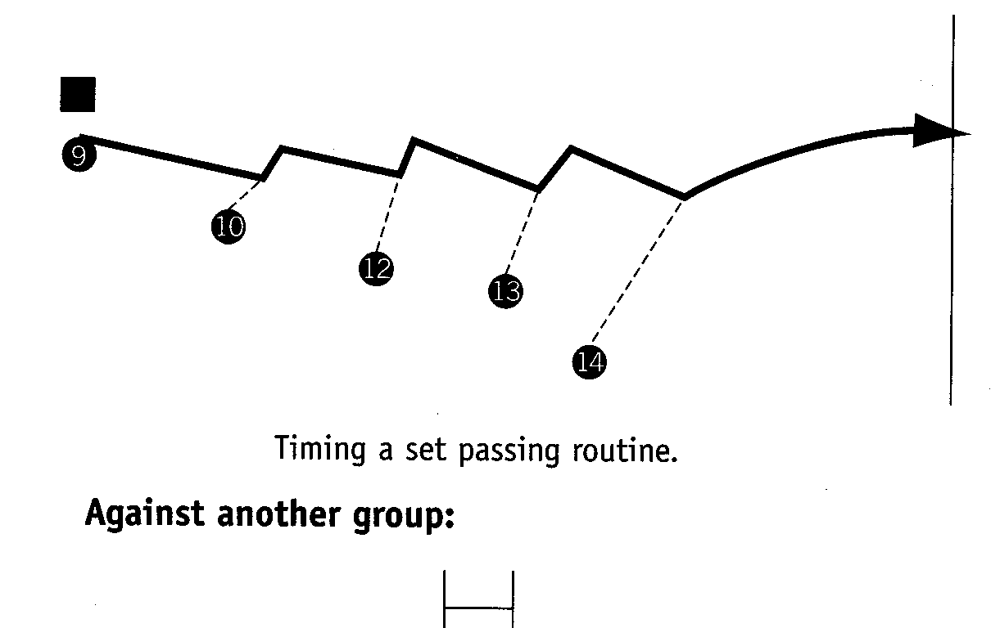 9
10
12
13
14
Timing a set passing routine.
Against another group: